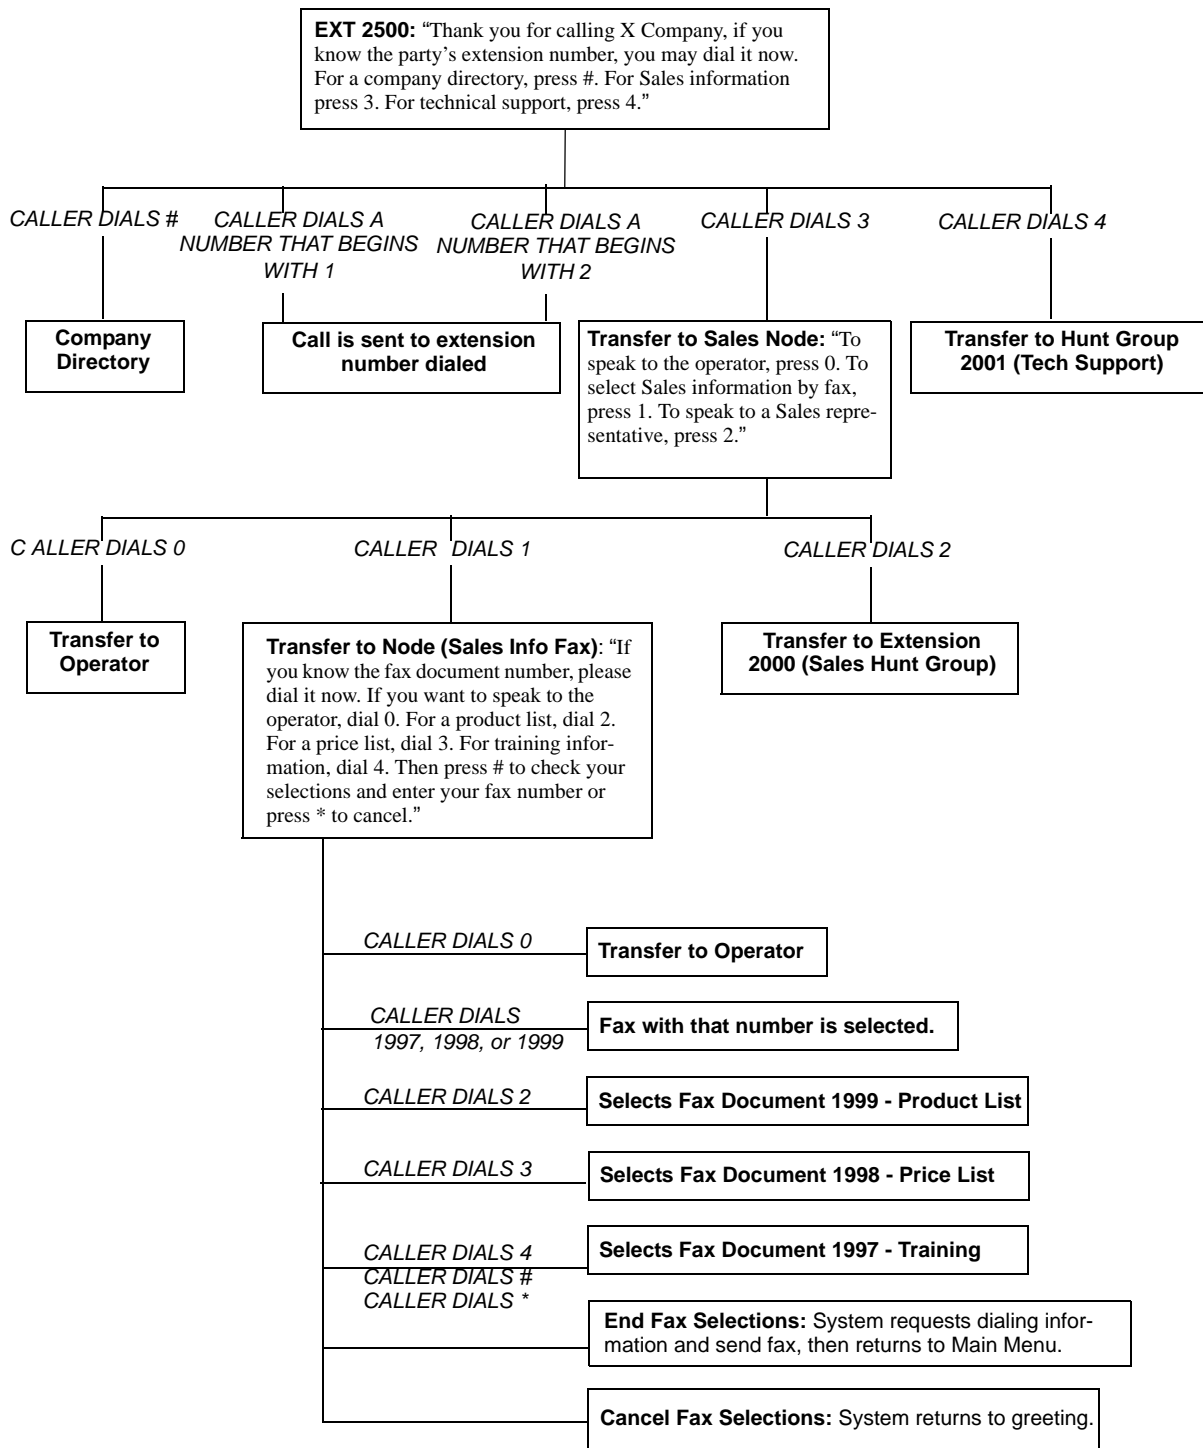 EXT 2500: “Thank you for calling X Company, if you
know the party’s extension number, you may dial it now.
For a company directory, press #. For Sales information
press 3. For technical support, press 4.”
CALLER DIALS #
CALLER DIALS A
NUMBER THAT BEGINS
WITH 1
CALLER DIALS A
NUMBER THAT BEGINS
WITH 2
CALLER DIALS 3
CALLER DIALS 4
Company
Directory
Call is sent to extension
number dialed
Transfer to Sales Node: “To
speak to the operator, press 0. To
select Sales information by fax,
press 1. To speak to a Sales repre-
sentative, press 2.”
Transfer to Hunt Group
2001 (Tech Support)
C ALLER DIALS 0
CALLER DIALS 1
CALLER DIALS 2
Transfer to
Operator
Transfer to Node (Sales Info Fax): “If
you know the fax document number, please
dial it now. If you want to speak to the
operator, dial 0. For a product list, dial 2.
For a price list, dial 3. For training infor-
mation, dial 4. Then press # to check your
selections and enter your fax number or
press * to cancel.”
Transfer to Extension
2000 (Sales Hunt Group)
CALLER DIALS 0
Transfer to Operator
CALLER DIALS
1997, 1998, or 1999
Fax with that number is selected.
CALLER DIALS 2
Selects Fax Document 1999 - Product List
CALLER DIALS 3
Selects Fax Document 1998 - Price List
CALLER DIALS 4
CALLER DIALS #
CALLER DIALS *
Selects Fax Document 1997 - Training
End Fax Selections: System requests dialing infor-
mation and send fax, then returns to Main Menu.
Cancel Fax Selections: System returns to greeting.